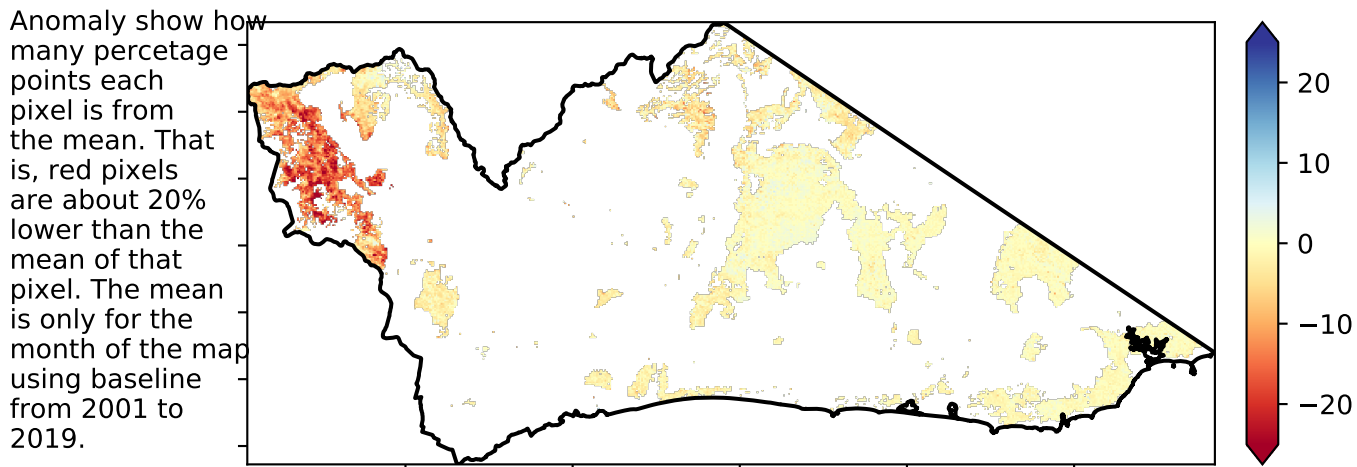 Anomaly show how
many percetage
points each
pixel is from
the mean. That
is, red pixels
are about 20%
lower than the
mean of that
pixel. The mean
is only for the
month of the map
using baseline
from 2001 to
2019.
20
10
0
−10
−20